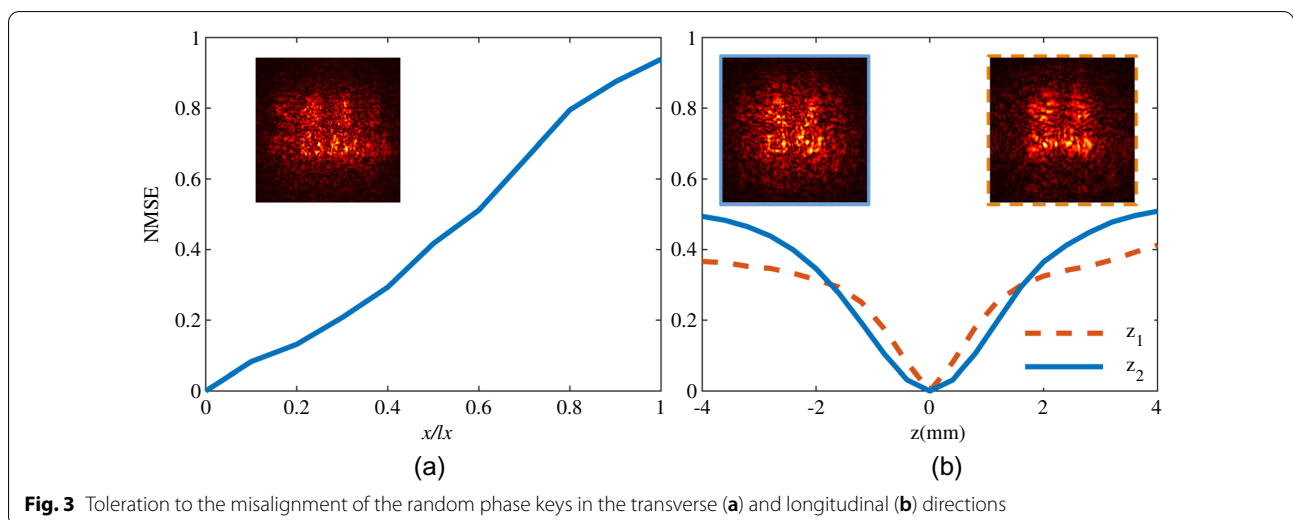 1
0.8
0.6
0.4
0.2
0
NMSE
0 0.2 0.4 0.6 0.8 1
x/lx
(a)
1
0.8
0.6
0.4
0.2
0
z1
z2
-4 -2 0 2 4
z(mm)
(b)
Fig. 3 Toleration to the misalignment of the random phase keys in the transverse (a) and longitudinal (b) directions